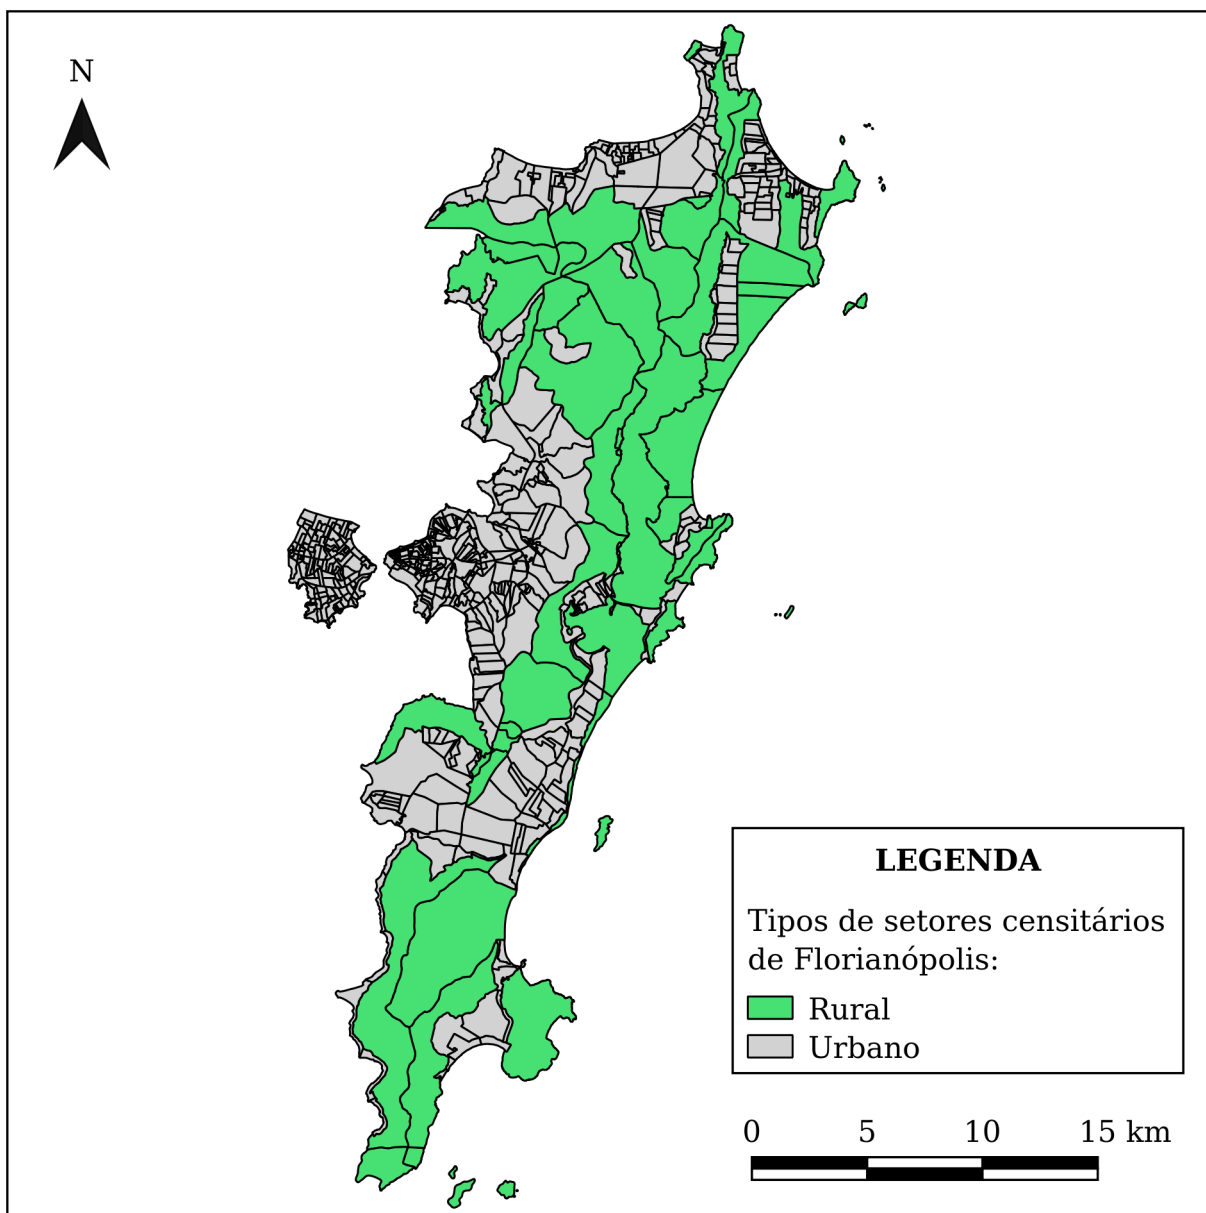 N
LEGENDA
Tipos de setores censitários
de Florianópolis:
Rural
Urbano
0 5 10 15 km